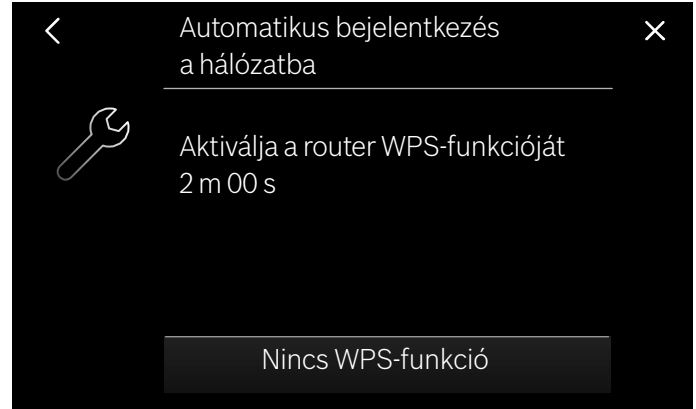 Automatikus bejelentkezés
a hálózatba
Aktiválja a router WPS-funkcióját
2 m 00 s
Nincs WPS-funkció